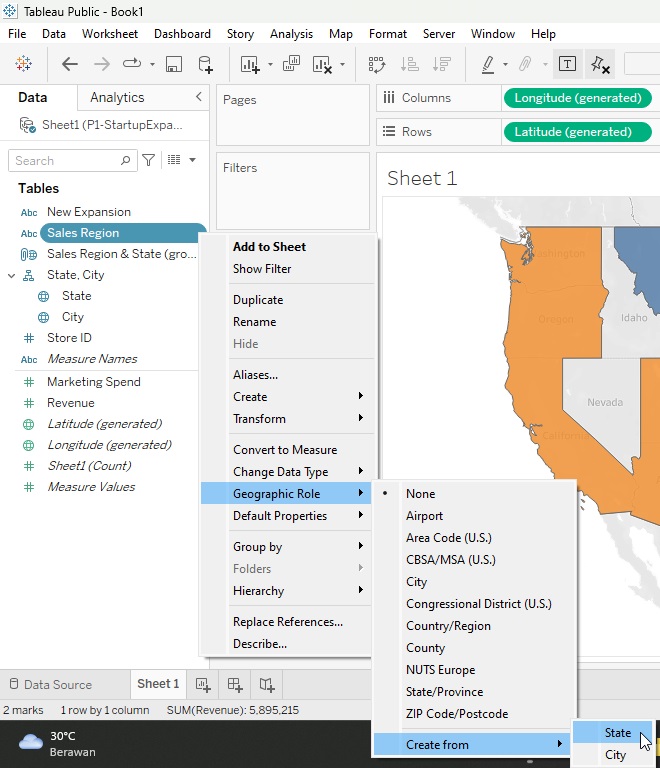 Tableau Public - Book1
File Data Worksheet Dashboard Story Analysis Map Format Server Window Help
Data
Analytics
Sheet1 (P1-StartupExpa...
Search
Tables
Abc New Expansion
Abc Sales Region
Sales Region & State (gro...
State, City
State
City
# Store ID
Abc Measure Names
# Marketing Spend
# Revenue
Latitude (generated)
Longitude (generated)
# Sheet1 (Count)
# Measure Values
Pages
Filters
Columns
Longitude (generated)
Rows
Latitude (generated)
Sheet 1
Washington
Oregon
Idaho
Nevada
California
Add to Sheet
Show Filter
Duplicate
Rename
Hide
Aliases...
Create
Transform
Convert to Measure
Change Data Type
Geographic Role
Default Properties
Group by
Folders
Hierarchy
Replace References...
Describe...
• None
Airport
Area Code (U.S.)
CBSA/MSA (U.S.)
City
Congressional District (U.S.)
Country/Region
County
NUTS Europe
State/Province
ZIP Code/Postcode
Create from
State
City
Data Source
Sheet 1
2 marks 1 row by 1 column SUM(Revenue): 5,895,215
30°C
Berawan